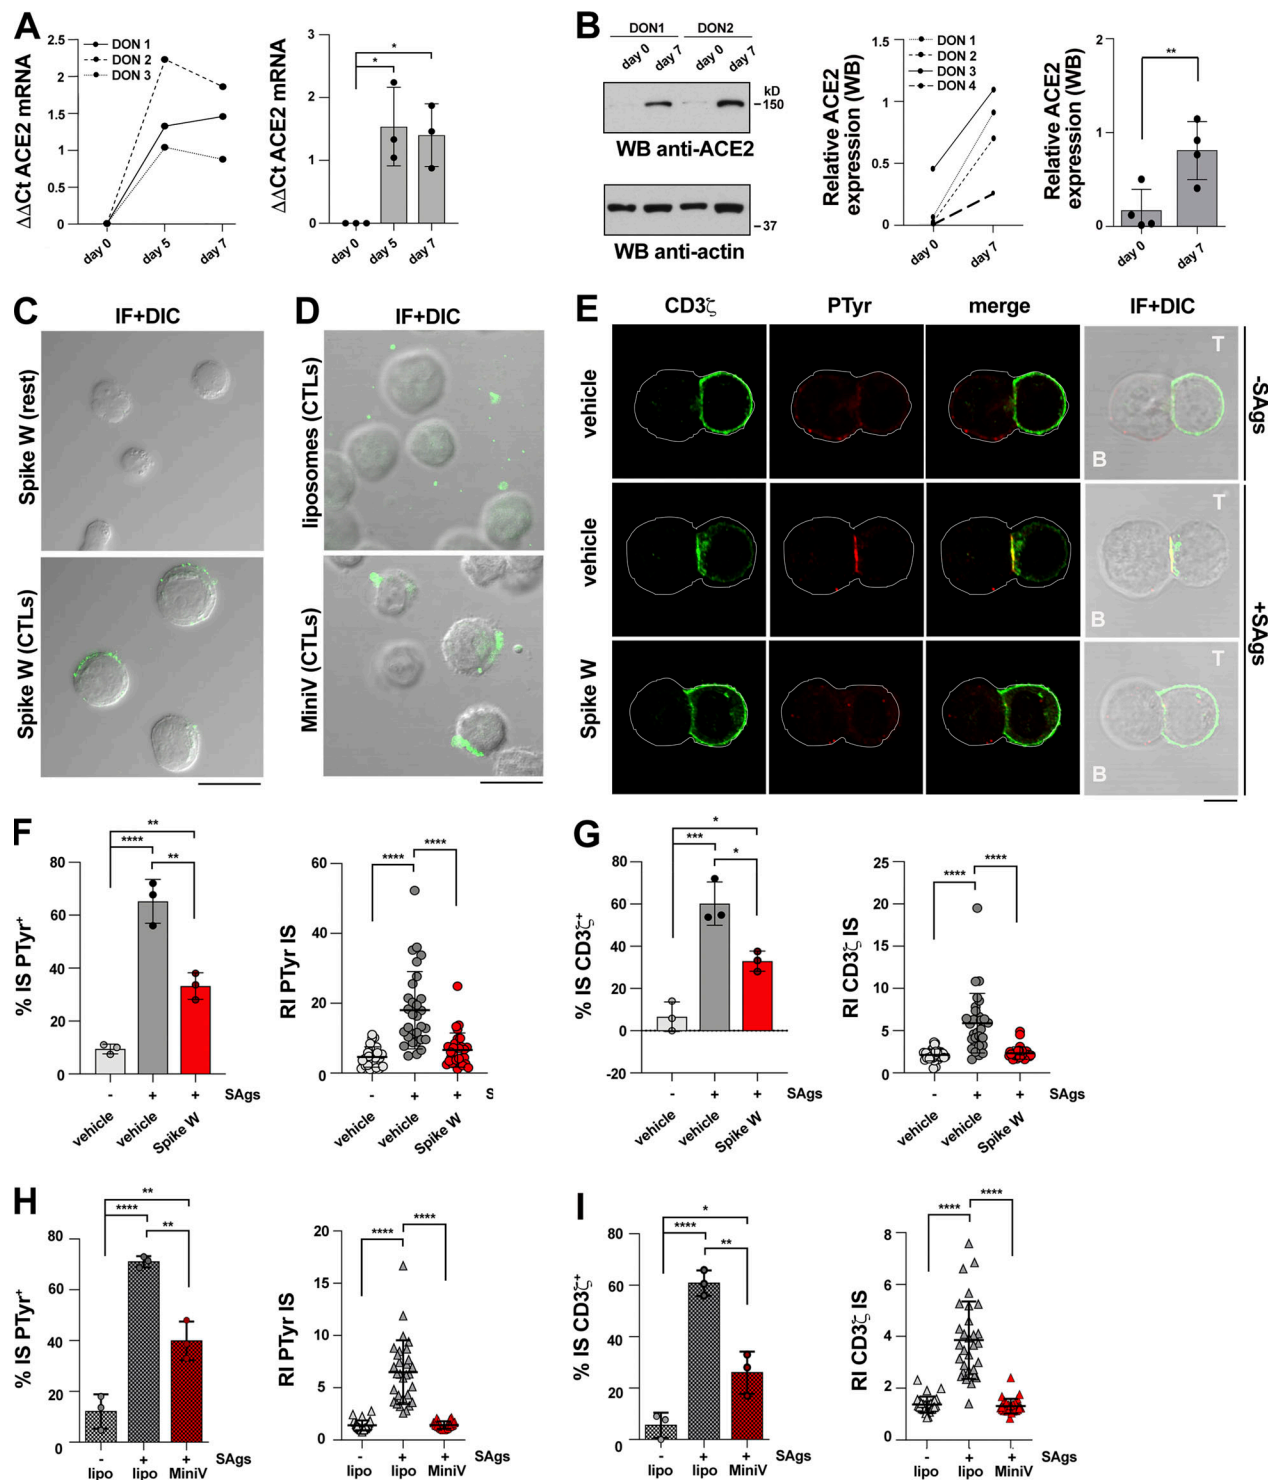 A
ΔΔCt ACE2 mRNA
2.5
2
1.5
1
0.5
0
DON 1
DON 2
DON 3
day 0
day 5
day 7
ΔΔCt ACE2 mRNA
3
2
1
0
*
*
day 0
day 5
day 7
B
DON1 DON2
day 0 day 7 day 0 day 7
kD
150
WB anti-ACE2
37
WB anti-actin
Relative ACE2
expression (WB)
1.5
1
0.5
0
DON 1
DON 2
DON 3
DON 4
day 0
day 7
Relative ACE2
expression (WB)
2
1
0
**
day 0
day 7
C
IF+DIC
Spike W (rest)
Spike W (CTLs)
D
IF+DIC
liposomes (CTLs)
MiniV (CTLs)
E
CD3ζ PTyr merge IF+DIC
vehicle
T
B
-SAgs
vehicle
T
B
Spike W
T
B
+SAgs
F
% IS PTyr+
80
60
40
20
0
**
****
**
- + + SAgs
vehicle vehicle Spike W
RI PTyr IS
60
40
20
0
**** ****
- + + S
vehicle vehicle Spike W
G
% IS CD3ζ+
80
60
40
20
0
-20
*
***
*
- + + SAgs
vehicle vehicle Spike W
RI CD3ζ IS
25
20
15
10
5
0
****
****
- + + SAgs
vehicle vehicle Spike W
H
% IS PTyr+
80
60
40
20
0
**
****
**
- + + SAgs
lipo lipo MiniV
RI PTyr IS
20
15
10
5
0
**** ****
- + +
lipo lipo MiniV
I
% IS CD3ζ+
80
60
40
20
0
*
****
**
- + + SAgs
lipo lipo MiniV
RI CD3ζ IS
8
6
4
2
0
****
****
- + + SAgs
lipo lipo MiniV